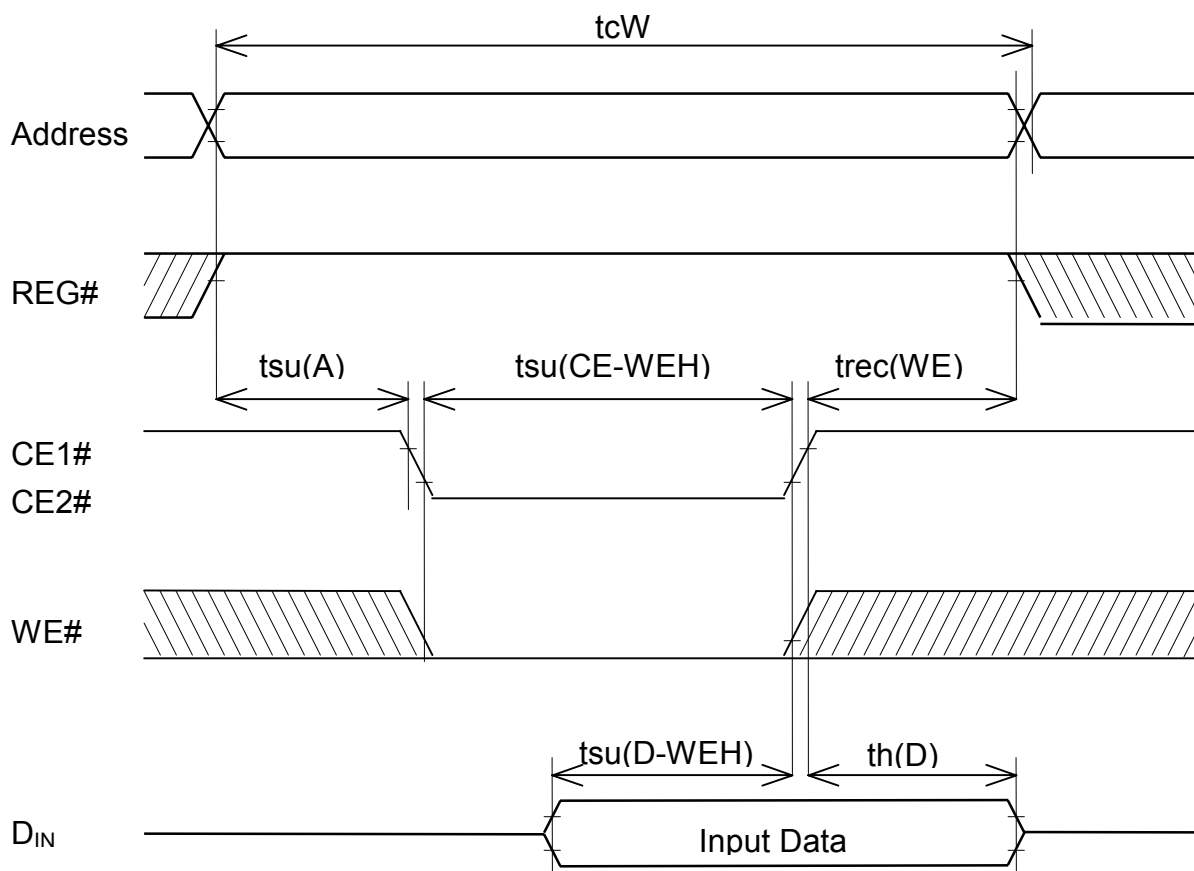 tcW
Address
REG#
tsu(A)
tsu(CE-WEH)
trec(WE)
CE1#
CE2#
WE#
tsu(D-WEH)
th(D)
DIN
Input Data